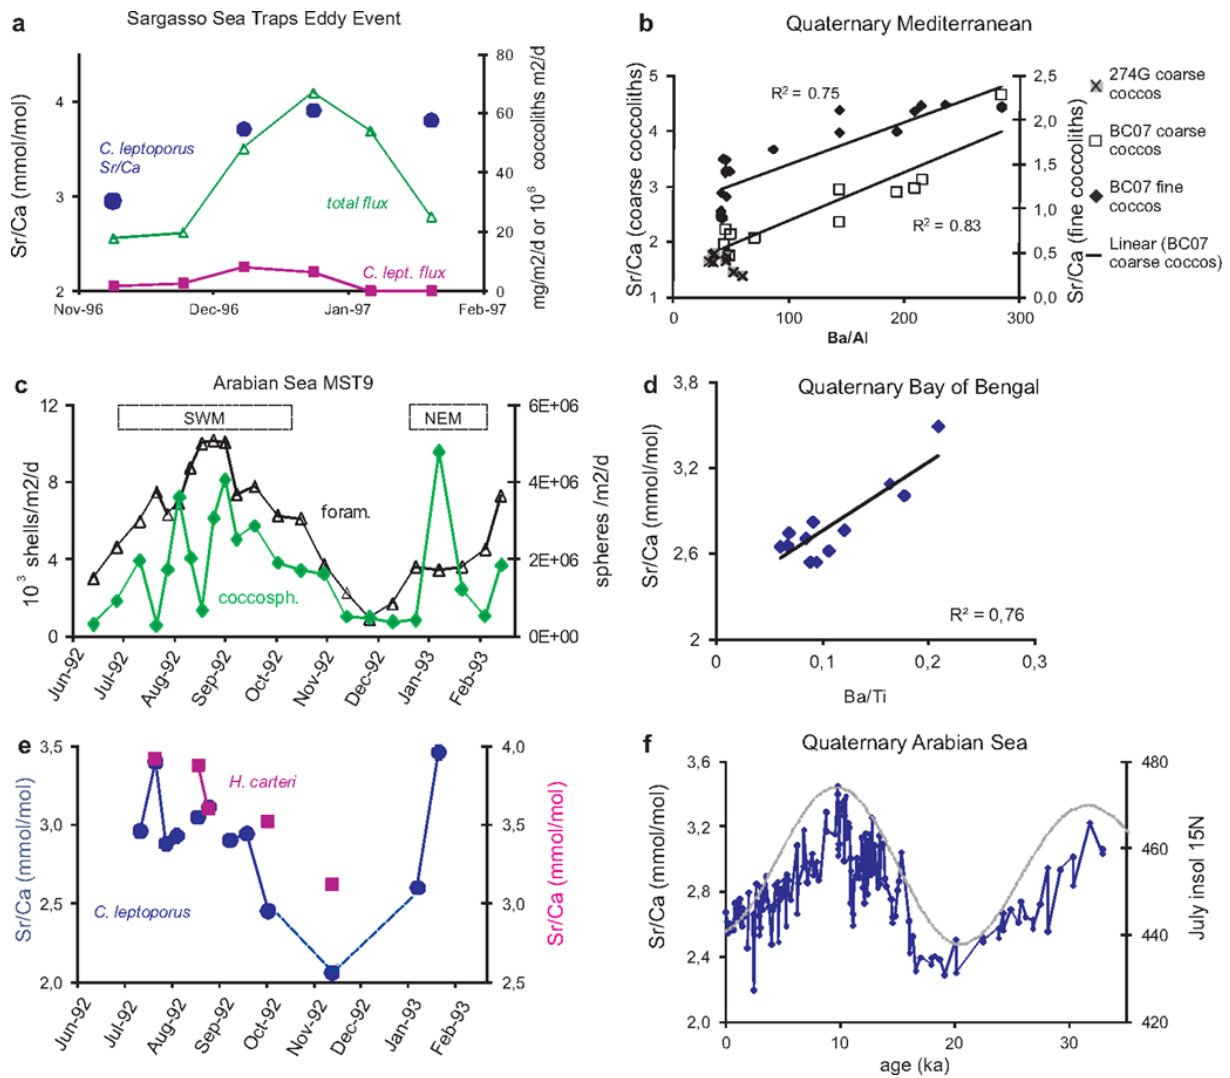 a
Sargasso Sea Traps Eddy Event
Sr/Ca (mmol/mol)
4
3
2
80
60
40
20
0
mg/m2/d or 10⁶ coccoliths m2/d
C. leptoporus
Sr/Ca
total flux
C. lept. flux
Nov-96
Dec-96
Jan-97
Feb-97
b
Quaternary Mediterranean
Sr/Ca (coarse coccoliths)
5
4
3
2
1
2,5
2,0
1,5
1,0
0,5
0,0
Sr/Ca (fine coccoliths)
R² = 0.75
R² = 0.83
0
100
200
300
Ba/Al
274G coarse
coccos
BC07 coarse
coccos
BC07 fine
coccos
Linear (BC07
coarse coccos)
c
Arabian Sea MST9
10³ shells/m2/d
12
9
6
3
0
6E+06
4E+06
2E+06
0E+00
spheres /m2/d
SWM
NEM
foram.
coccosph.
Jun-92
Jul-92
Aug-92
Sep-92
Oct-92
Nov-92
Dec-92
Jan-93
Feb-93
d
Quaternary Bay of Bengal
Sr/Ca (mmol/mol)
3,8
3,2
2,6
2
R² = 0,76
0
0,1
0,2
0,3
Ba/Ti
e
Sr/Ca (mmol/mol)
3,5
3,0
2,5
2,0
4,0
3,5
3,0
2,5
Sr/Ca (mmol/mol)
H. carteri
C. leptoporus
Jun-92
Jul-92
Aug-92
Sep-92
Oct-92
Nov-92
Dec-92
Jan-93
Feb-93
f
Quaternary Arabian Sea
Sr/Ca (mmol/mol)
3,6
3,2
2,8
2,4
2,0
480
460
440
420
July insol 15N
0
10
20
30
age (ka)